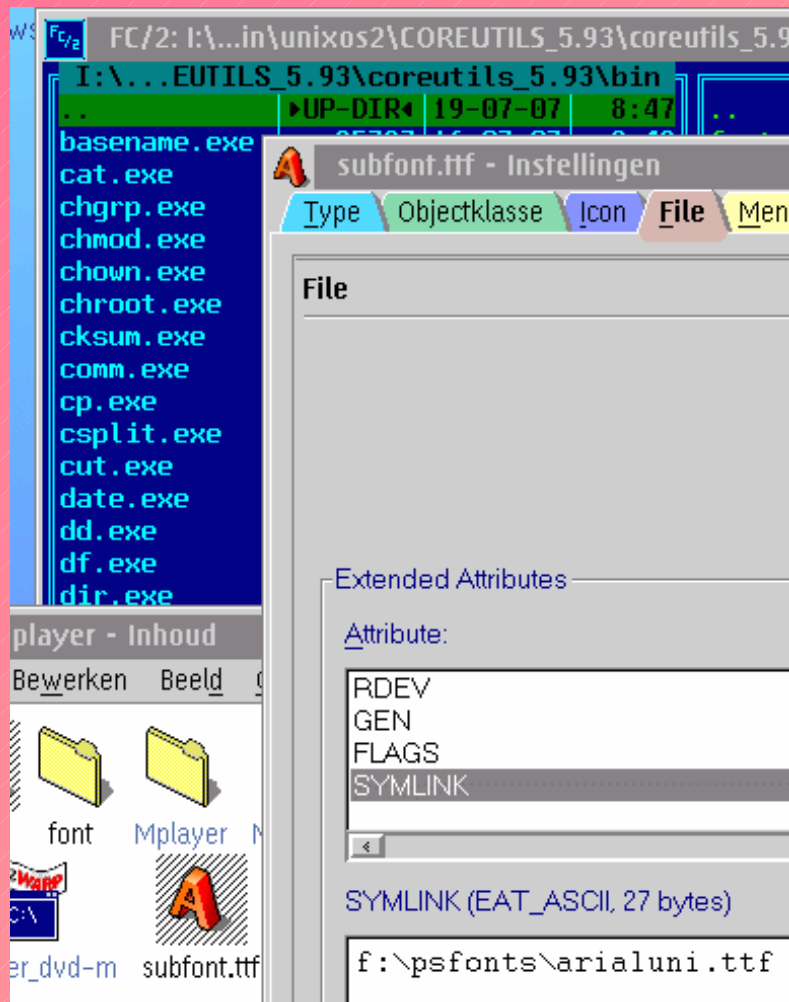 FC/2: I:\...in\unixos2\COREUTILS_5.93\coreutils_5.9
I:\...EUTILS_5.93\coreutils_5.93\bin
.. ►UP-DIR◄ 19-07-07 8:47 ..
basename.exe
cat.exe
chgrp.exe
chmod.exe
chown.exe
chroot.exe
cksum.exe
comm.exe
cp.exe
csplit.exe
cut.exe
date.exe
dd.exe
df.exe
dir.exe
subfont.ttf - Instellingen
Type Objectklasse Icon File Men
File
Extended Attributes
Attribute:
RDEV
GEN
FLAGS
SYMLINK
SYMLINK (EAT_ASCII, 27 bytes)
f:\psfonts\arialuni.ttf
player - Inhoud
Bewerken Beeld
font Mplayer
WARP
C:\
er_dvd-m subfont.ttf